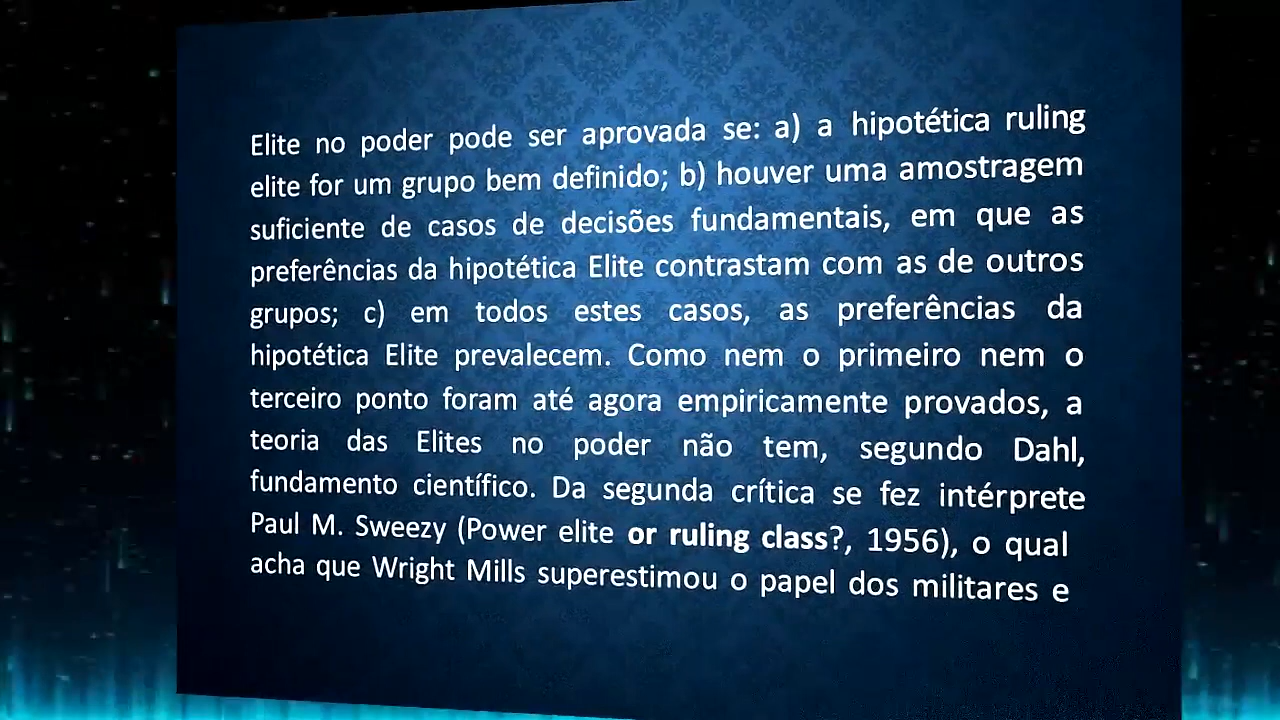 Elite no poder pode ser aprovada se: a) a hipotética ruling
elite for um grupo bem definido; b) houver uma amostragem
suficiente de casos de decisões fundamentais, em que as
preferências da hipotética Elite contrastam com as de outros
grupos; c) em todos estes casos, as preferências da
hipotética Elite prevalecem. Como nem o primeiro nem o
terceiro ponto foram até agora empiricamente provados, a
teoria das Elites no poder não tem, segundo Dahl,
fundamento científico. Da segunda crítica se fez intérprete
Paul M. Sweezy (Power elite or ruling class?, 1956), o qual
acha que Wright Mills superestimou o papel dos militares e